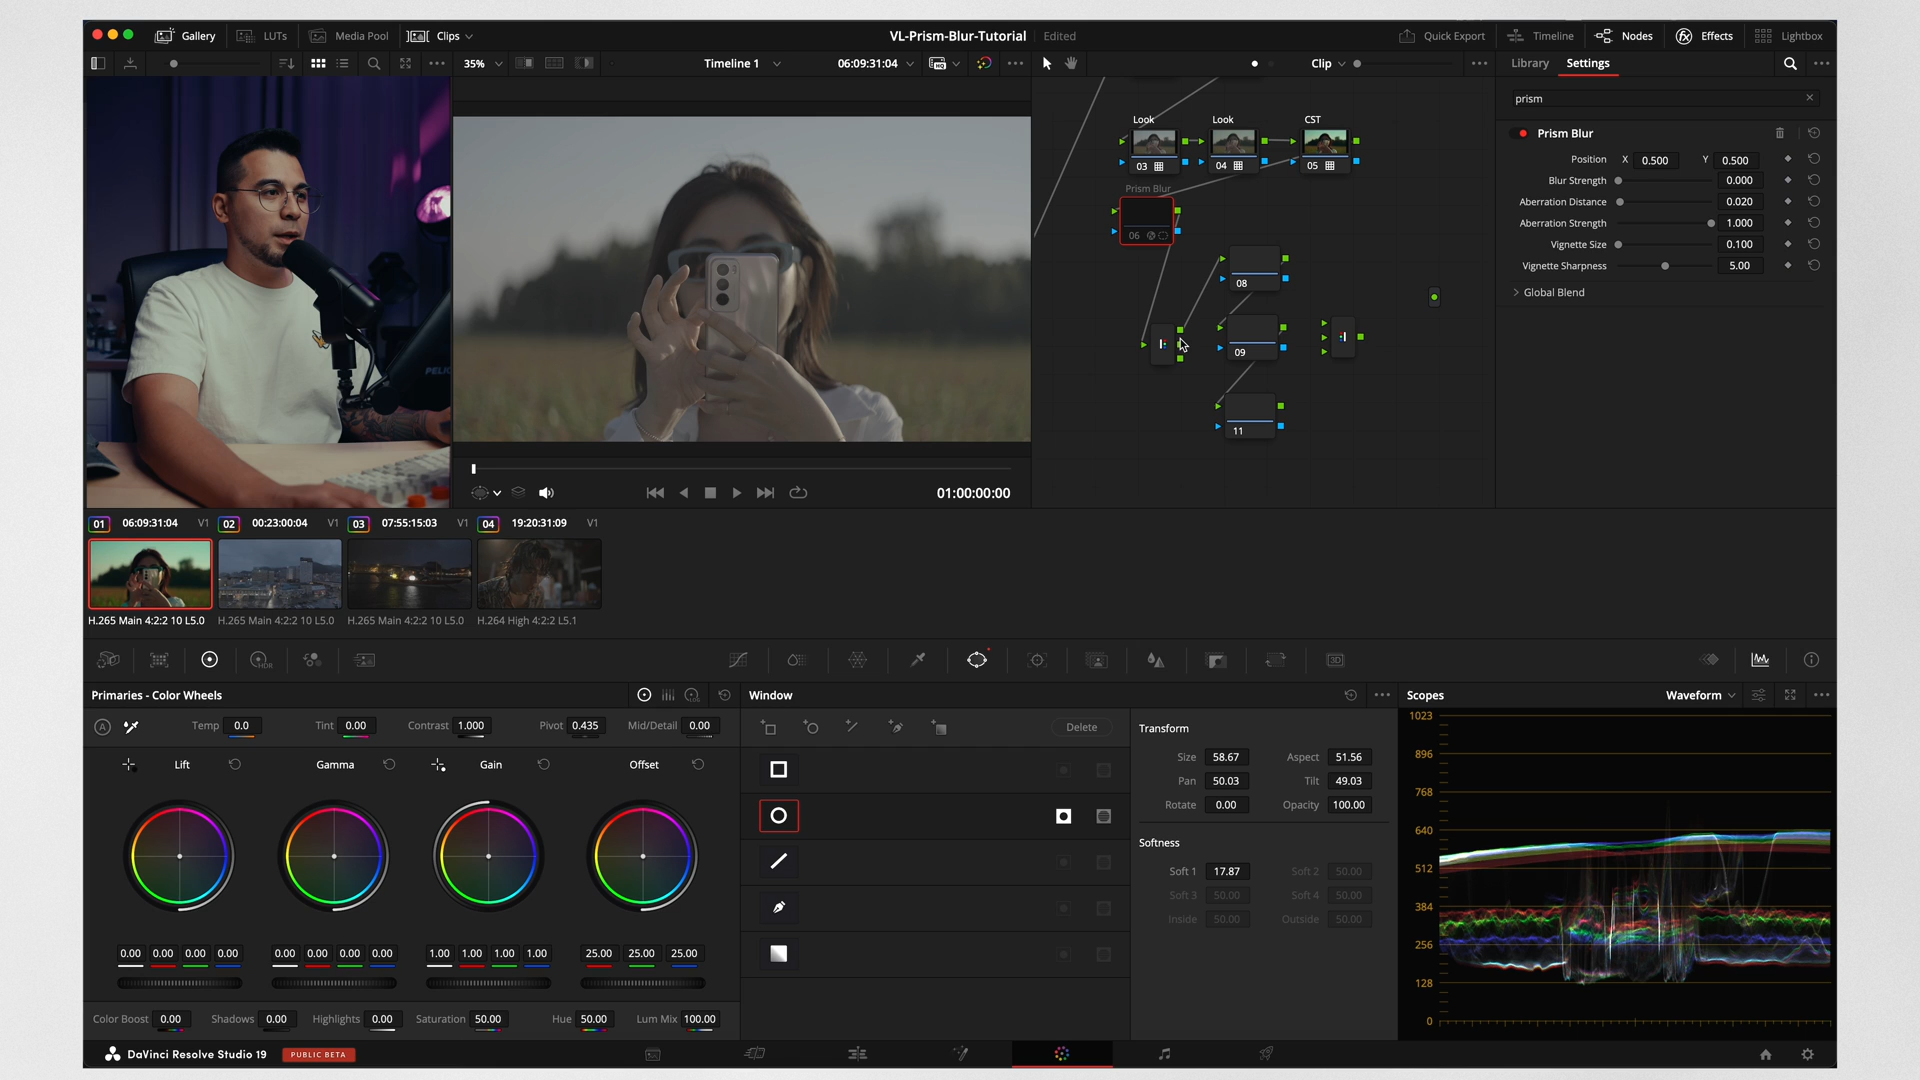 Gallery LUTs Media Pool Clips VL-Prism-Blur-Tutorial Edited Quick Export Timeline Nodes Effects Lightbox
35% Timeline 1 06:09:31:04 Clip Library Settings
prism
Prism Blur
Position X 0.500 Y 0.500
Blur Strength 0.000
Aberration Distance 0.020
Aberration Strength 1.000
Vignette Size 0.100
Vignette Sharpness 5.00
Global Blend
Look Look CST
03 04 05
Prism Blur
06
08
09
11
PELIC
01:00:00:00
01 06:09:31:04 V1 02 00:23:00:04 V1 03 07:55:15:03 V1 04 19:20:31:09 V1
H.265 Main 4:2:2 10 L5.0 H.265 Main 4:2:2 10 L5.0 H.265 Main 4:2:2 10 L5.0 H.264 High 4:2:2 L5.1
HDR 3D
Primaries - Color Wheels
A Temp 0.0 Tint 0.00 Contrast 1.000 Pivot 0.435 Mid/Detail 0.00
Lift Gamma Gain Offset
0.00 0.00 0.00 0.00 0.00 0.00 0.00 0.00 1.00 1.00 1.00 1.00 25.00 25.00 25.00
Color Boost 0.00 Shadows 0.00 Highlights 0.00 Saturation 50.00 Hue 50.00 Lum Mix 100.00
Window
Delete
Transform
Size 58.67 Aspect 51.56
Pan 50.03 Tilt 49.03
Rotate 0.00 Opacity 100.00
Softness
Soft 1 17.87 Soft 2 50.00
Soft 3 50.00 Soft 4 50.00
Inside 50.00 Outside 50.00
Scopes Waveform
1023
896
768
640
512
384
256
128
0
DaVinci Resolve Studio 19 PUBLIC BETA